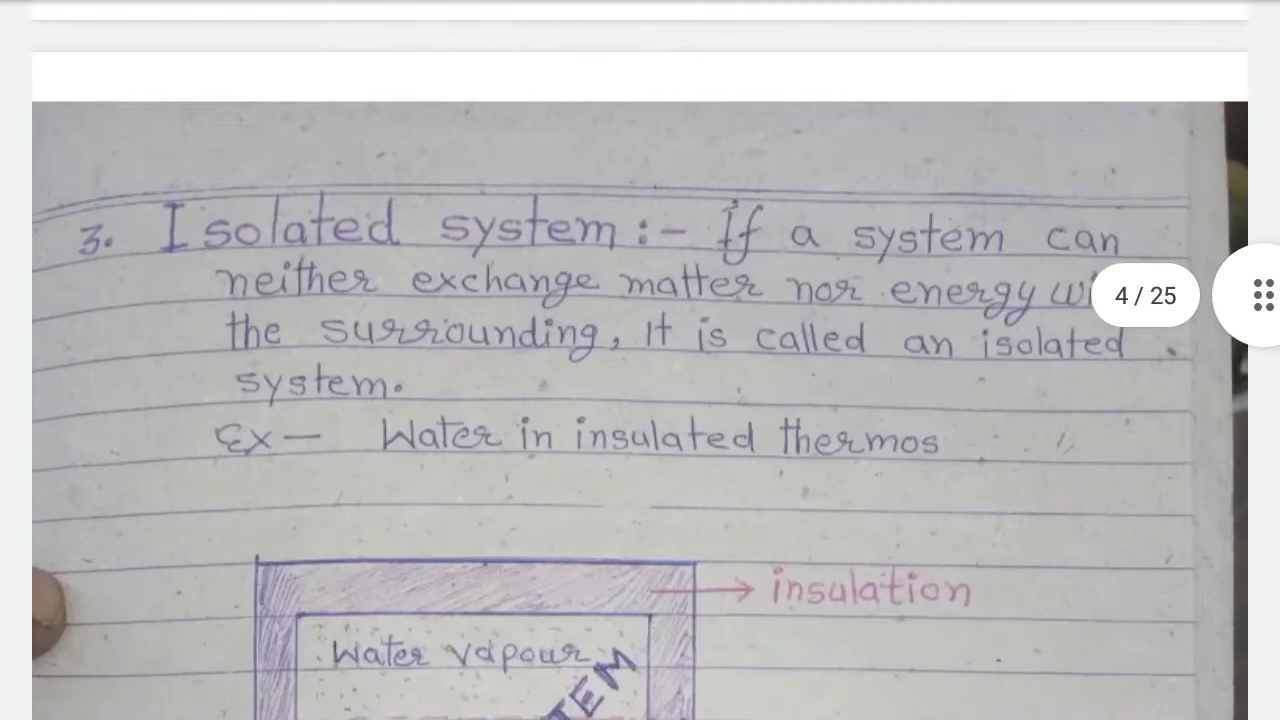 3. Isolated system :- If a system can
neither exchange matter nor energy
the surrounding, It is called an isolated
system.
Ex - Water in insulated thermos
insulation
Water vapour
4 / 25